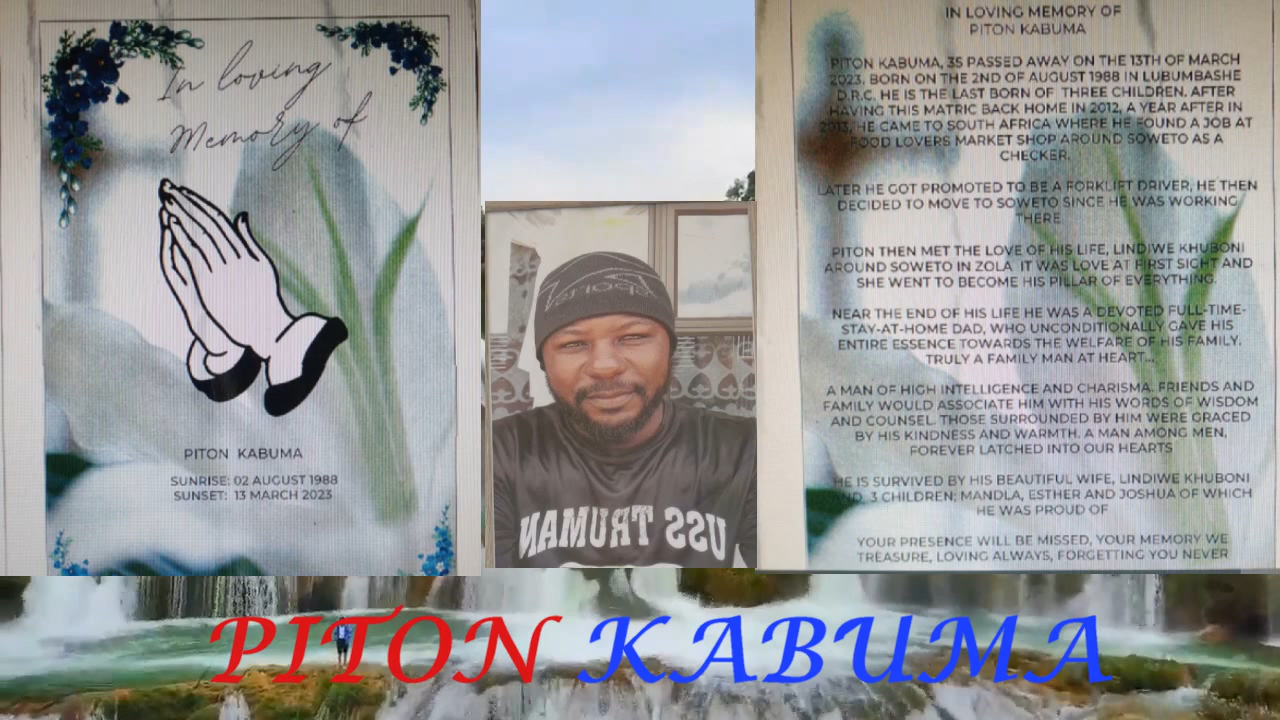 In loving
Memory of
PITON KABUMA
SUNRISE: 02 AUGUST 1988
SUNSET: 13 MARCH 2023
USS TRUMAN
IN LOVING MEMORY OF
PITON KABUMA
PITON KABUMA, 35 PASSED AWAY ON THE 13TH OF MARCH
2023. BORN ON THE 2ND OF AUGUST 1988 IN LUBUMBASHE
D.R.C. HE IS THE LAST BORN OF THREE CHILDREN. AFTER
HAVING THIS MATRIC BACK HOME IN 2012, A YEAR AFTER IN
2013, HE CAME TO SOUTH AFRICA WHERE HE FOUND A JOB AT
FOOD LOVERS MARKET SHOP AROUND SOWETO AS A
CHECKER.
LATER HE GOT PROMOTED TO BE A FORKLIFT DRIVER, HE THEN
DECIDED TO MOVE TO SOWETO SINCE HE WAS WORKING
THERE
PITON THEN MET THE LOVE OF HIS LIFE, LINDIWE KHUBONI
AROUND SOWETO IN ZOLA IT WAS LOVE AT FIRST SIGHT AND
SHE WENT TO BECOME HIS PILLAR OF EVERYTHING.
NEAR THE END OF HIS LIFE HE WAS A DEVOTED FULL-TIME-
STAY-AT-HOME DAD, WHO UNCONDITIONALLY GAVE HIS
ENTIRE ESSENCE TOWARDS THE WELFARE OF HIS FAMILY.
TRULY A FAMILY MAN AT HEART...
A MAN OF HIGH INTELLIGENCE AND CHARISMA. FRIENDS AND
FAMILY WOULD ASSOCIATE HIM WITH HIS WORDS OF WISDOM
AND COUNSEL. THOSE SURROUNDED BY HIM WERE GRACED
BY HIS KINDNESS AND WARMTH. A MAN AMONG MEN,
FOREVER LATCHED INTO OUR HEARTS
HE IS SURVIVED BY HIS BEAUTIFUL WIFE, LINDIWE KHUBONI
AND, 3 CHILDREN; MANDLA, ESTHER AND JOSHUA OF WHICH
HE WAS PROUD OF
YOUR PRESENCE WILL BE MISSED, YOUR MEMORY WE
TREASURE, LOVING ALWAYS, FORGETTING YOU NEVER
PITON KABUMA